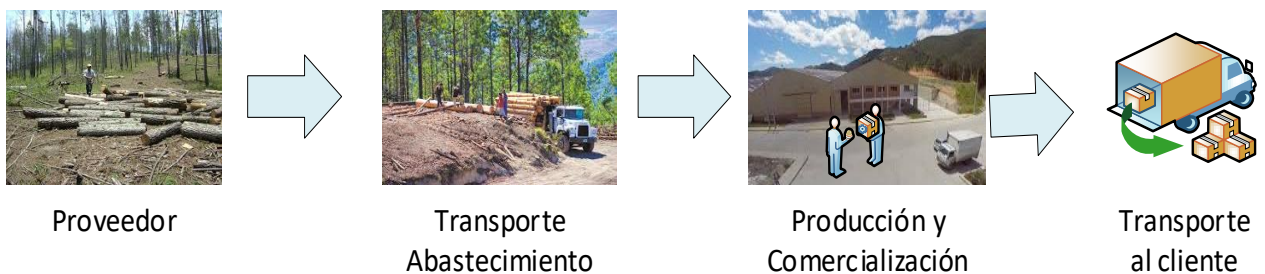 Proveedor
Transporte
Abastecimiento
Producción y
Comercialización
Transporte
al cliente